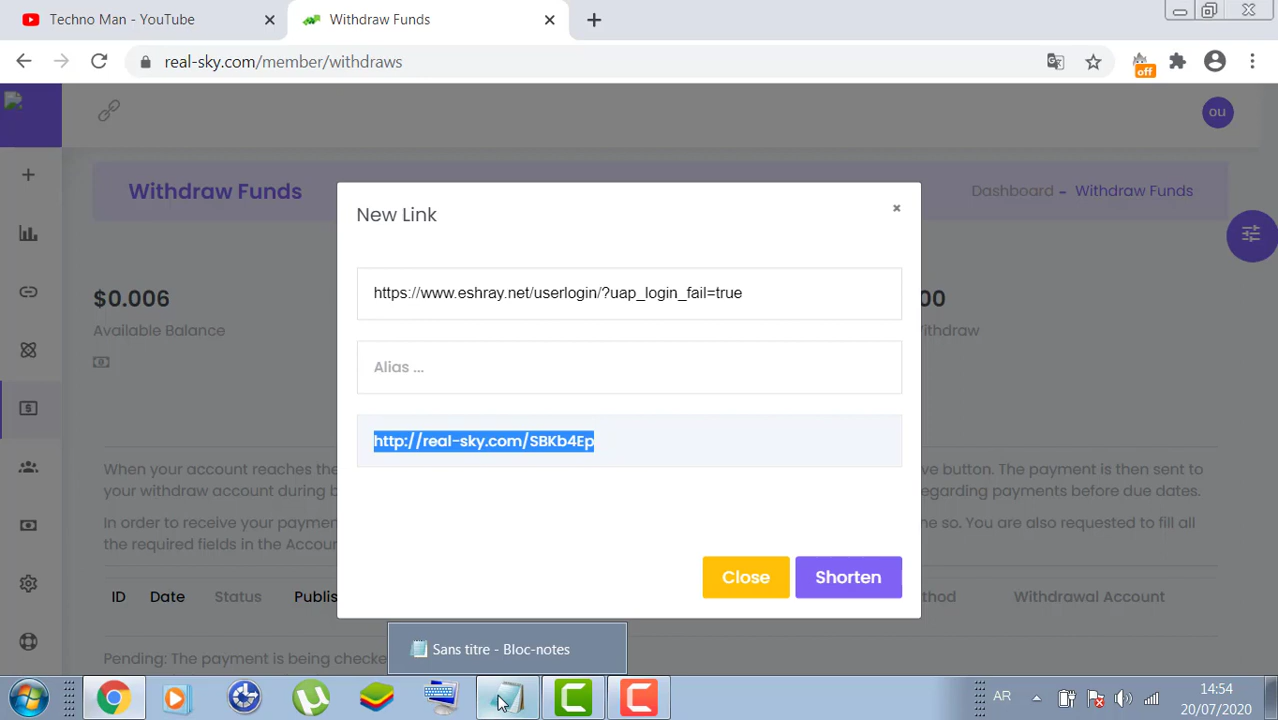 Techno Man - YouTube
Withdraw Funds
real-sky.com/member/withdraws
off
OU
Withdraw Funds
Dashboard - Withdraw Funds
New Link
×
https://www.eshray.net/userlogin/?uap_login_fail=true
$0.006
00
Available Balance
Withdraw
Alias ...
http://real-sky.com/SBKb4Ep
When your account reaches the
ve button. The payment is then sent to
your withdraw account during b
egarding payments before due dates.
In order to receive your paymen
e so. You are also requested to fill all
the required fields in the Accoun
Close
Shorten
ID Date Status Publis
hod Withdrawal Account
Sans titre - Bloc-notes
Pending: The payment is being checke
AR
14:54
20/07/2020